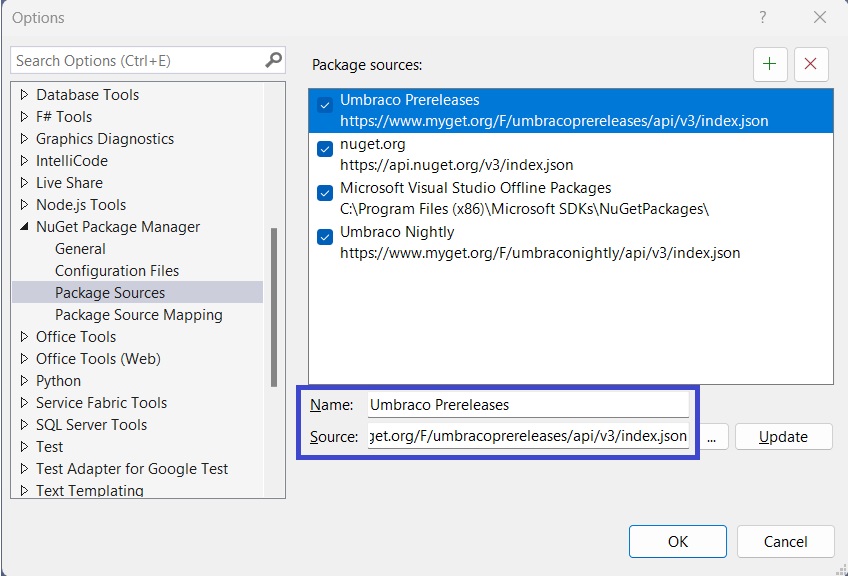 Options
Search Options (Ctrl+E)
Database Tools
F# Tools
Graphics Diagnostics
IntelliCode
Live Share
Node.js Tools
NuGet Package Manager
General
Configuration Files
Package Sources
Package Source Mapping
Office Tools
Office Tools (Web)
Python
Service Fabric Tools
SQL Server Tools
Test
Test Adapter for Google Test
Text Templating
Package sources:
Umbraco Prereleases
https://www.myget.org/F/umbracoprereleases/api/v3/index.json
nuget.org
https://api.nuget.org/v3/index.json
Microsoft Visual Studio Offline Packages
C:\Program Files (x86)\Microsoft SDKs\NuGetPackages\
Umbraco Nightly
https://www.myget.org/F/umbraconightly/api/v3/index.json
Name: Umbraco Prereleases
Source: get.org/F/umbracoprereleases/api/v3/index.json ... Update
OK Cancel